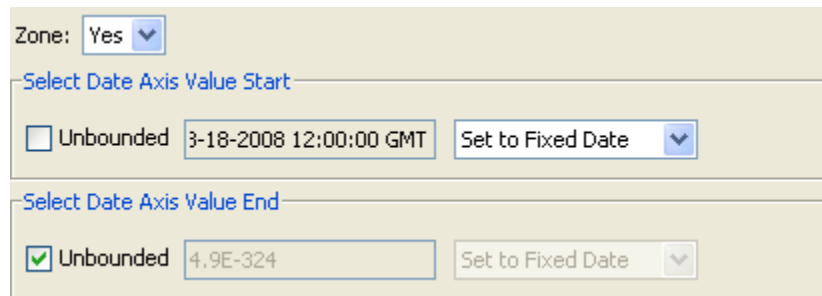 Zone: Yes
Select Date Axis Value Start
Unbounded 3-18-2008 12:00:00 GMT Set to Fixed Date
Select Date Axis Value End
Unbounded 4.9E-324 Set to Fixed Date